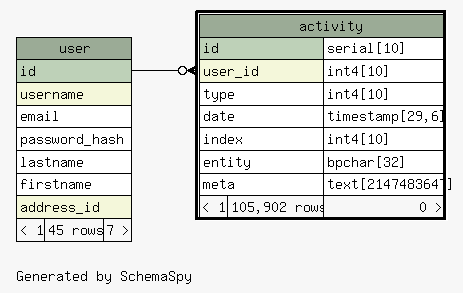 user
id
username
email
password_hash
lastname
firstname
address_id
< 1 45 rows 7 >
activity
id serial[10]
user_id int4[10]
type int4[10]
date timestamp[29,6]
index int4[10]
entity bpchar[32]
meta text[2147483647]
< 1 105,902 rows 0 >
Generated by SchemaSpy